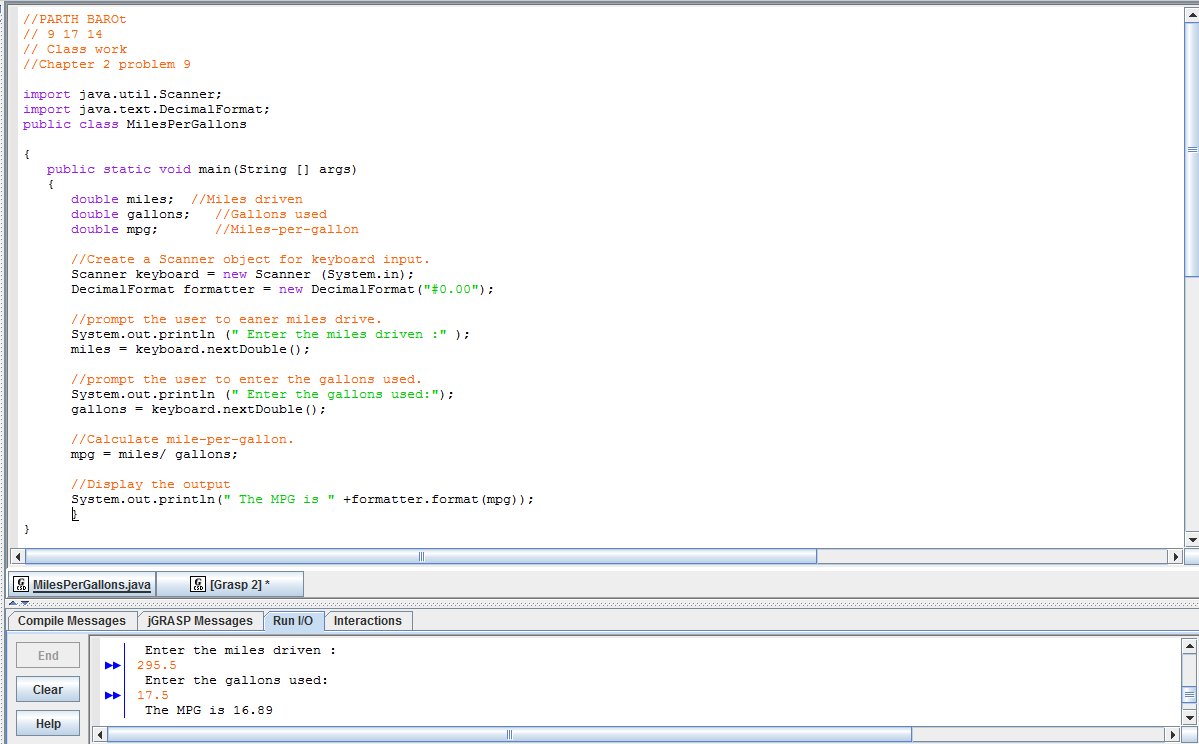 //PARTH BAROt
// 9 17 14
// Class work
//Chapter 2 problem 9
import java.util.Scanner;
import java.text.DecimalFormat;
public class MilesPerGallons
{
public static void main(String [] args)
{
double miles;  //Miles driven
double gallons;   //Gallons used
double mpg;       //Miles-per-gallon
//Create a Scanner object for keyboard input.
Scanner keyboard = new Scanner (System.in);
DecimalFormat formatter = new DecimalFormat("#0.00");
//prompt the user to eaner miles drive.
System.out.println (" Enter the miles driven :" );
miles = keyboard.nextDouble();
//prompt the user to enter the gallons used.
System.out.println (" Enter the gallons used:");
gallons = keyboard.nextDouble();
//Calculate mile-per-gallon.
mpg = miles/ gallons;
//Display the output
System.out.println(" The MPG is " +formatter.format(mpg));
}
}
MilesPerGallons.java [Grasp 2] *
Compile Messages jGRASP Messages Run I/O Interactions
End
Clear
Help
Enter the miles driven :
295.5
Enter the gallons used:
17.5
The MPG is 16.89